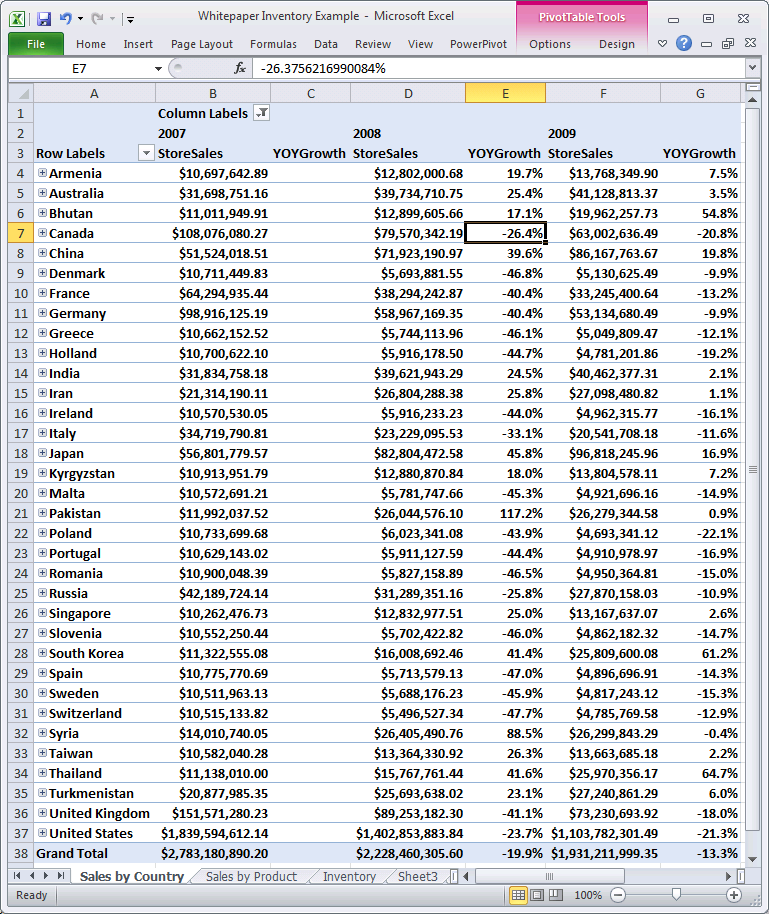 Whitepaper Inventory Example - Microsoft Excel PivotTable Tools
File Home Insert Page Layout Formulas Data Review View PowerPivot Options Design
E7 fx -26.3756216990084%
A B C D E F G
1 Column Labels
2 2007 2008 2009
3 Row Labels StoreSales YOYGrowth StoreSales YOYGrowth StoreSales YOYGrowth
4 Armenia $10,697,642.89 $12,802,000.68 19.7% $13,768,349.90 7.5%
5 Australia $31,698,751.16 $39,734,710.75 25.4% $41,128,813.37 3.5%
6 Bhutan $11,011,949.91 $12,899,605.66 17.1% $19,962,257.73 54.8%
7 Canada $108,076,080.27 $79,570,342.19 -26.4% $63,002,636.49 -20.8%
8 China $51,524,018.51 $71,923,190.97 39.6% $86,167,763.67 19.8%
9 Denmark $10,711,449.83 $5,693,881.55 -46.8% $5,130,625.49 -9.9%
10 France $64,294,935.44 $38,294,242.87 -40.4% $33,245,400.64 -13.2%
11 Germany $98,916,125.19 $58,967,169.35 -40.4% $53,134,680.49 -9.9%
12 Greece $10,662,152.52 $5,744,113.96 -46.1% $5,049,809.47 -12.1%
13 Holland $10,700,622.10 $5,916,178.50 -44.7% $4,781,201.86 -19.2%
14 India $31,834,758.18 $39,621,943.29 24.5% $40,462,377.31 2.1%
15 Iran $21,314,190.11 $26,804,288.38 25.8% $27,098,480.82 1.1%
16 Ireland $10,570,530.05 $5,916,233.23 -44.0% $4,962,315.77 -16.1%
17 Italy $34,719,790.81 $23,229,095.53 -33.1% $20,541,708.18 -11.6%
18 Japan $56,801,779.57 $82,804,472.58 45.8% $96,818,245.96 16.9%
19 Kyrgyzstan $10,913,951.79 $12,880,870.84 18.0% $13,804,578.11 7.2%
20 Malta $10,572,691.21 $5,781,747.66 -45.3% $4,921,696.16 -14.9%
21 Pakistan $11,992,037.52 $26,044,576.10 117.2% $26,279,344.58 0.9%
22 Poland $10,733,699.68 $6,023,341.08 -43.9% $4,693,341.12 -22.1%
23 Portugal $10,629,143.02 $5,911,127.59 -44.4% $4,910,978.97 -16.9%
24 Romania $10,900,048.39 $5,827,158.89 -46.5% $4,950,364.81 -15.0%
25 Russia $42,189,724.14 $31,289,351.16 -25.8% $27,870,158.03 -10.9%
26 Singapore $10,262,476.73 $12,832,977.51 25.0% $13,167,637.07 2.6%
27 Slovenia $10,552,250.44 $5,702,422.82 -46.0% $4,862,182.32 -14.7%
28 South Korea $11,322,555.08 $16,008,692.46 41.4% $25,809,600.08 61.2%
29 Spain $10,775,770.69 $5,713,579.13 -47.0% $4,896,696.91 -14.3%
30 Sweden $10,511,963.13 $5,688,176.23 -45.9% $4,817,243.12 -15.3%
31 Switzerland $10,515,133.82 $5,496,527.34 -47.7% $4,785,769.58 -12.9%
32 Syria $14,010,740.05 $26,405,490.76 88.5% $26,299,843.29 -0.4%
33 Taiwan $10,582,040.28 $13,364,330.92 26.3% $13,663,685.18 2.2%
34 Thailand $11,138,010.00 $15,767,761.44 41.6% $25,970,356.17 64.7%
35 Turkmenistan $20,877,985.35 $25,693,638.02 23.1% $27,240,861.29 6.0%
36 United Kingdom $151,571,280.23 $89,253,182.30 -41.1% $73,230,693.92 -18.0%
37 United States $1,839,594,612.14 $1,402,853,883.84 -23.7% $1,103,782,301.49 -21.3%
38 Grand Total $2,783,180,890.20 $2,228,460,305.60 -19.9% $1,931,211,999.35 -13.3%
Sales by Country Sales by Product Inventory Sheet3
Ready 100%